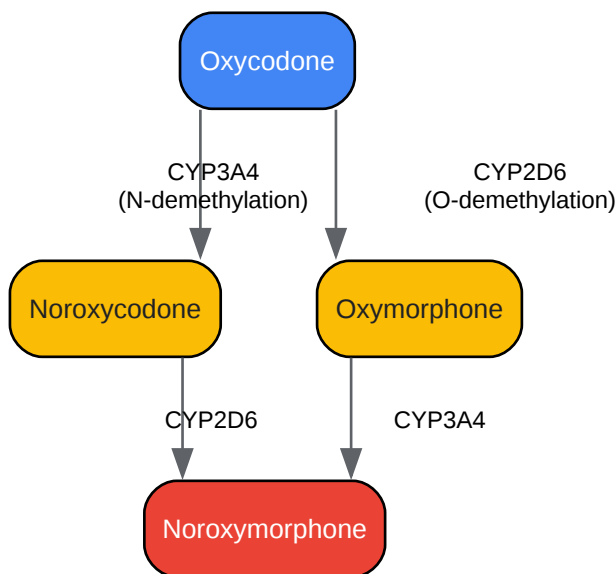 Oxycodone
CYP3A4
(N-demethylation)
CYP2D6
(O-demethylation)
Noroxycodone
Oxymorphone
CYP2D6
CYP3A4
Noroxymorphone